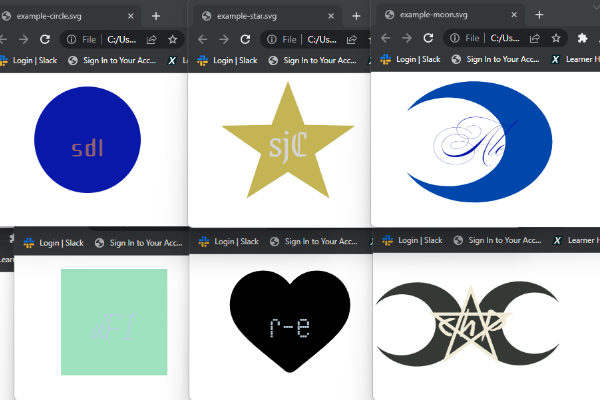 example-circle.svg
File C:/Us...
Login | Slack Sign In to Your Acc... X L
sdl
example-star.svg
File C:/Us...
Login | Slack Sign In to Your Acc... X
sjC
example-moon.svg
File C:/Us...
Login | Slack Sign In to Your Acc... X Learner H
Ale
Lear
Login | Slack Sign In to Your Acc...
Login | Slack Sign In to Your Acc... X
r-e
Login | Slack Sign In to Your Acc... X Learner H